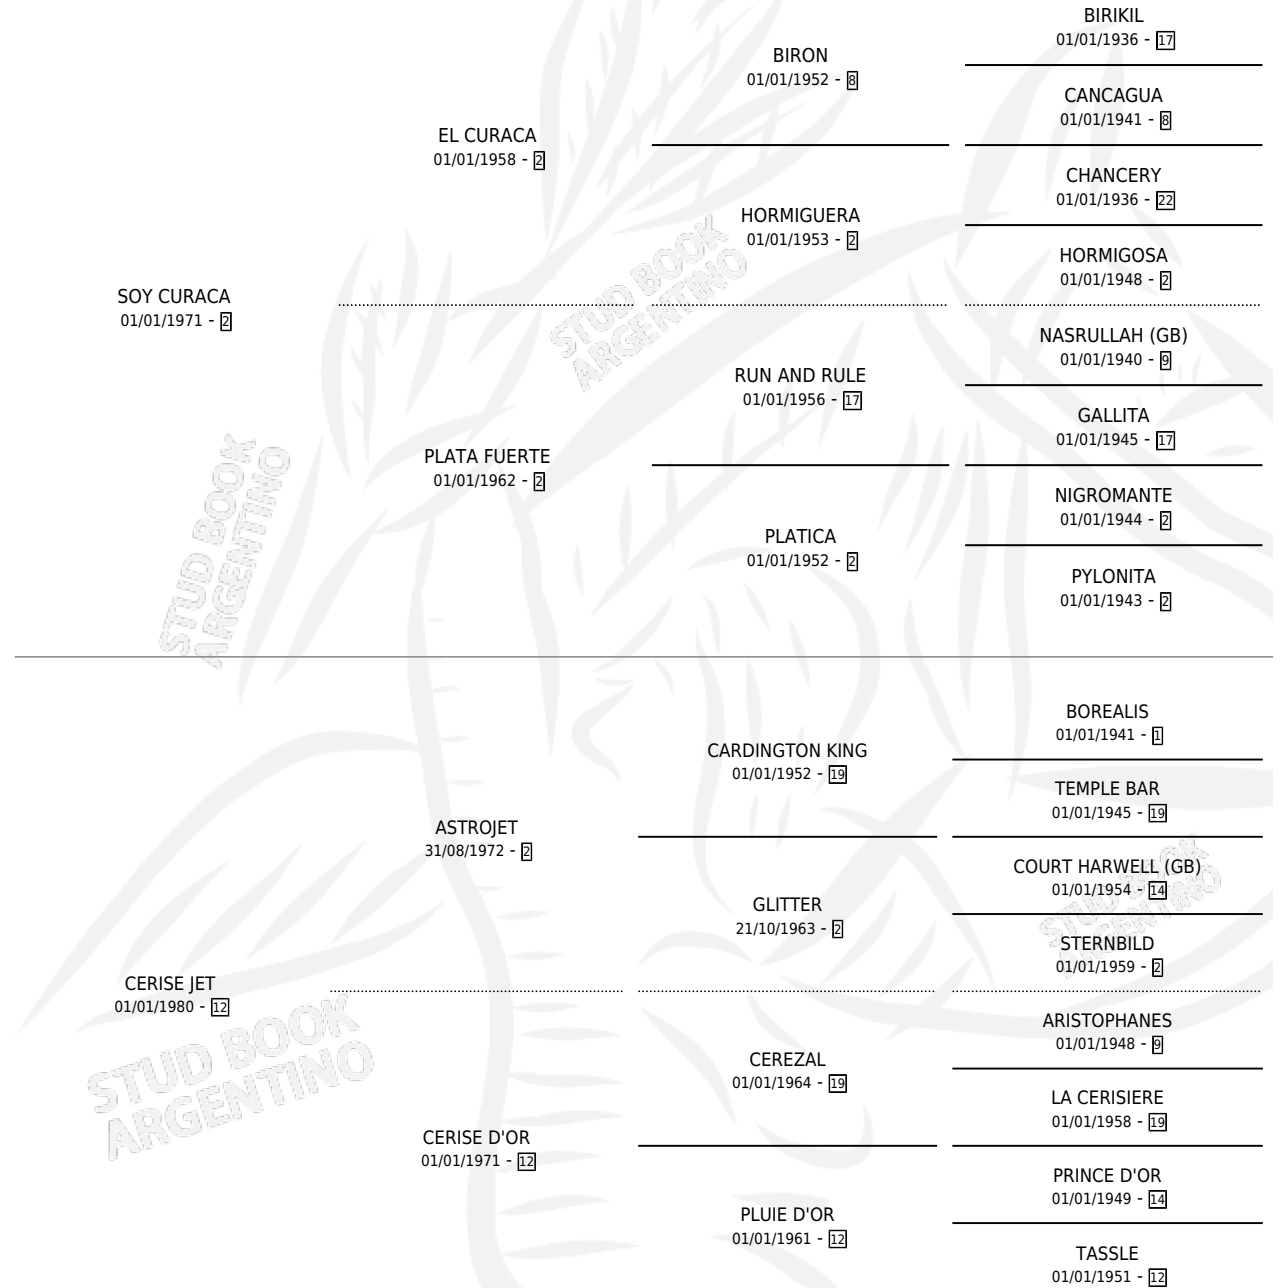 BIRIKIL
01/01/1936 - 17
BIRON
01/01/1952 - 8
CANCAGUA
01/01/1941 - 8
EL CURACA
01/01/1958 - 2
CHANCERY
01/01/1936 - 22
HORMIGUERA
01/01/1953 - 2
HORMIGOSA
01/01/1948 - 2
SOY CURACA
01/01/1971 - 2
NASRULLAH (GB)
01/01/1940 - 9
RUN AND RULE
01/01/1956 - 17
GALLITA
01/01/1945 - 17
PLATA FUERTE
01/01/1962 - 2
NIGROMANTE
01/01/1944 - 2
PLATICA
01/01/1952 - 2
PYLONITA
01/01/1943 - 2
STUD BOOK
ARGENTINO
STUD BOOK
ARGENTINO
BOREALIS
01/01/1941 - 1
CARDINGTON KING
01/01/1952 - 19
TEMPLE BAR
01/01/1945 - 19
ASTROJET
31/08/1972 - 2
COURT HARWELL (GB)
01/01/1954 - 14
GLITTER
21/10/1963 - 2
STERNBILD
01/01/1959 - 2
CERISE JET
01/01/1980 - 12
ARISTOPHANES
01/01/1948 - 9
CEREZAL
01/01/1964 - 19
LA CERISIERE
01/01/1958 - 19
CERISE D'OR
01/01/1971 - 12
PRINCE D'OR
01/01/1949 - 14
PLUIE D'OR
01/01/1961 - 12
TASSLE
01/01/1951 - 12
STUD BOOK
ARGENTINO
STUD BOOK
ARGENTINO